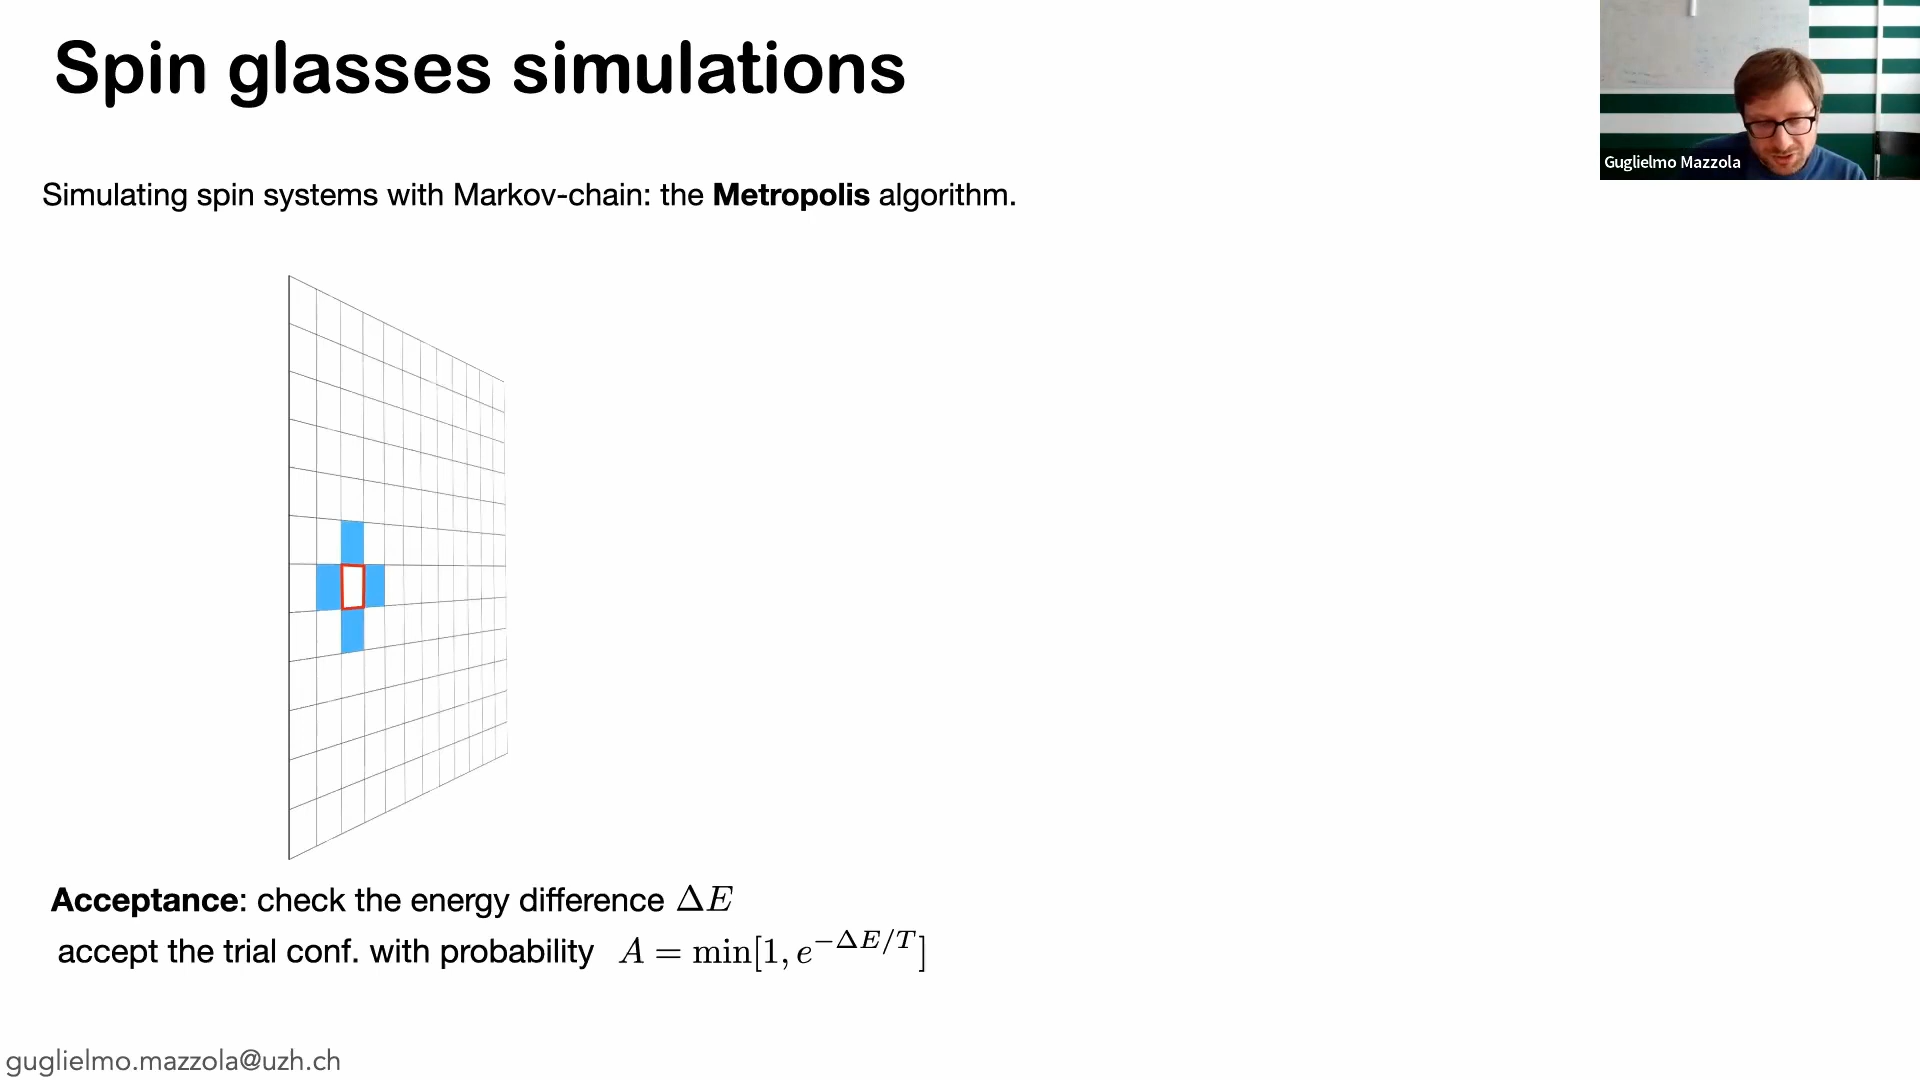 Spin glasses simulations
Guglielmo Mazzola
Simulating spin systems with Markov-chain: the Metropolis algorithm.
Acceptance: check the energy difference ΔE
accept the trial conf. with probability A = min[1, e^{-ΔE/T}]
guglielmo.mazzola@uzh.ch